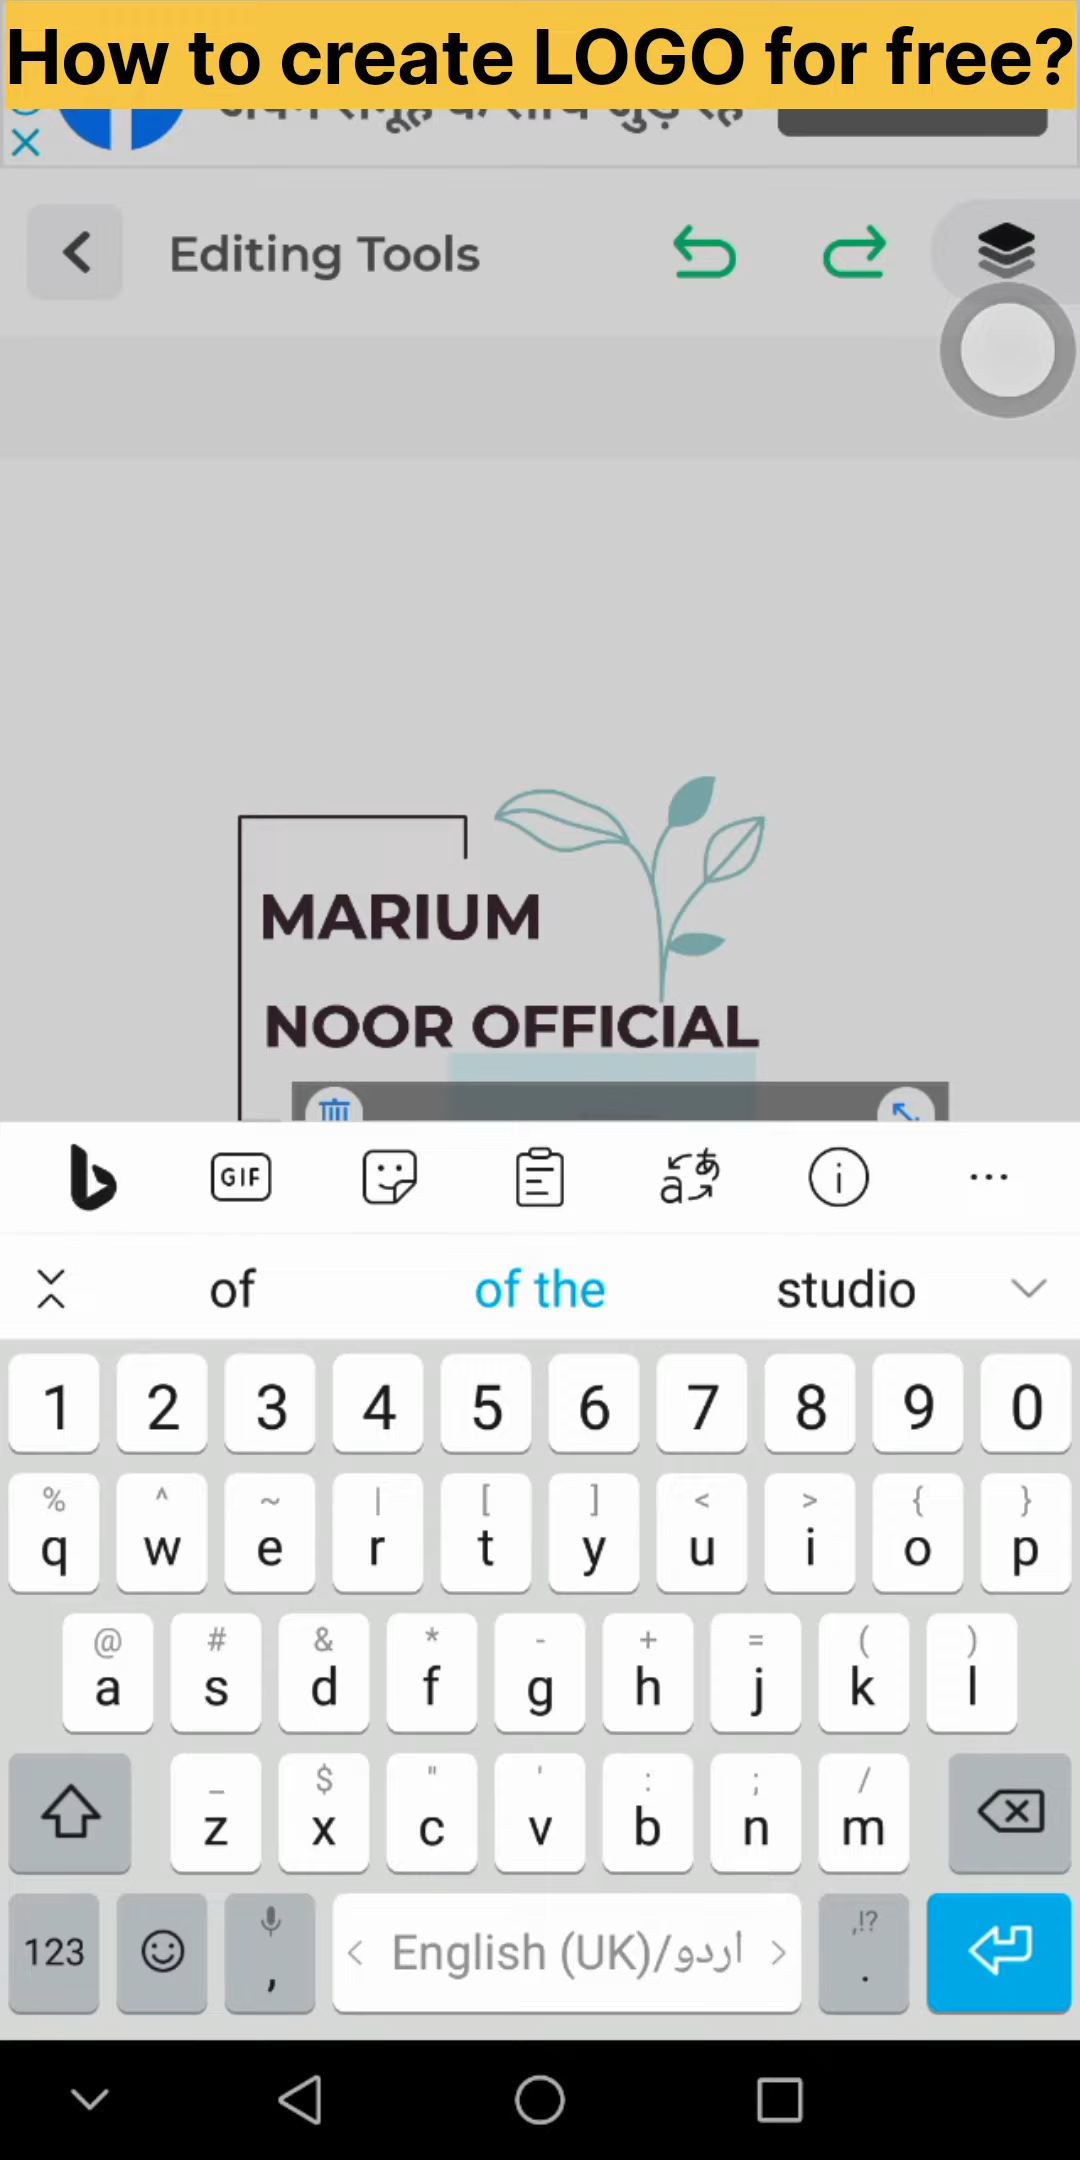 How to create LOGO for free?
Editing Tools
MARIUM
NOOR OFFICIAL
GIF
of of the studio
1 2 3 4 5 6 7 8 9 0
% ^ ~ | [ ] < > { }
q w e r t y u i o p
@ # & * - + = ( )
a s d f g h j k l
_ $ " ' : ; /
z x c v b n m
,!?
123 , < English (UK)/اردو > .